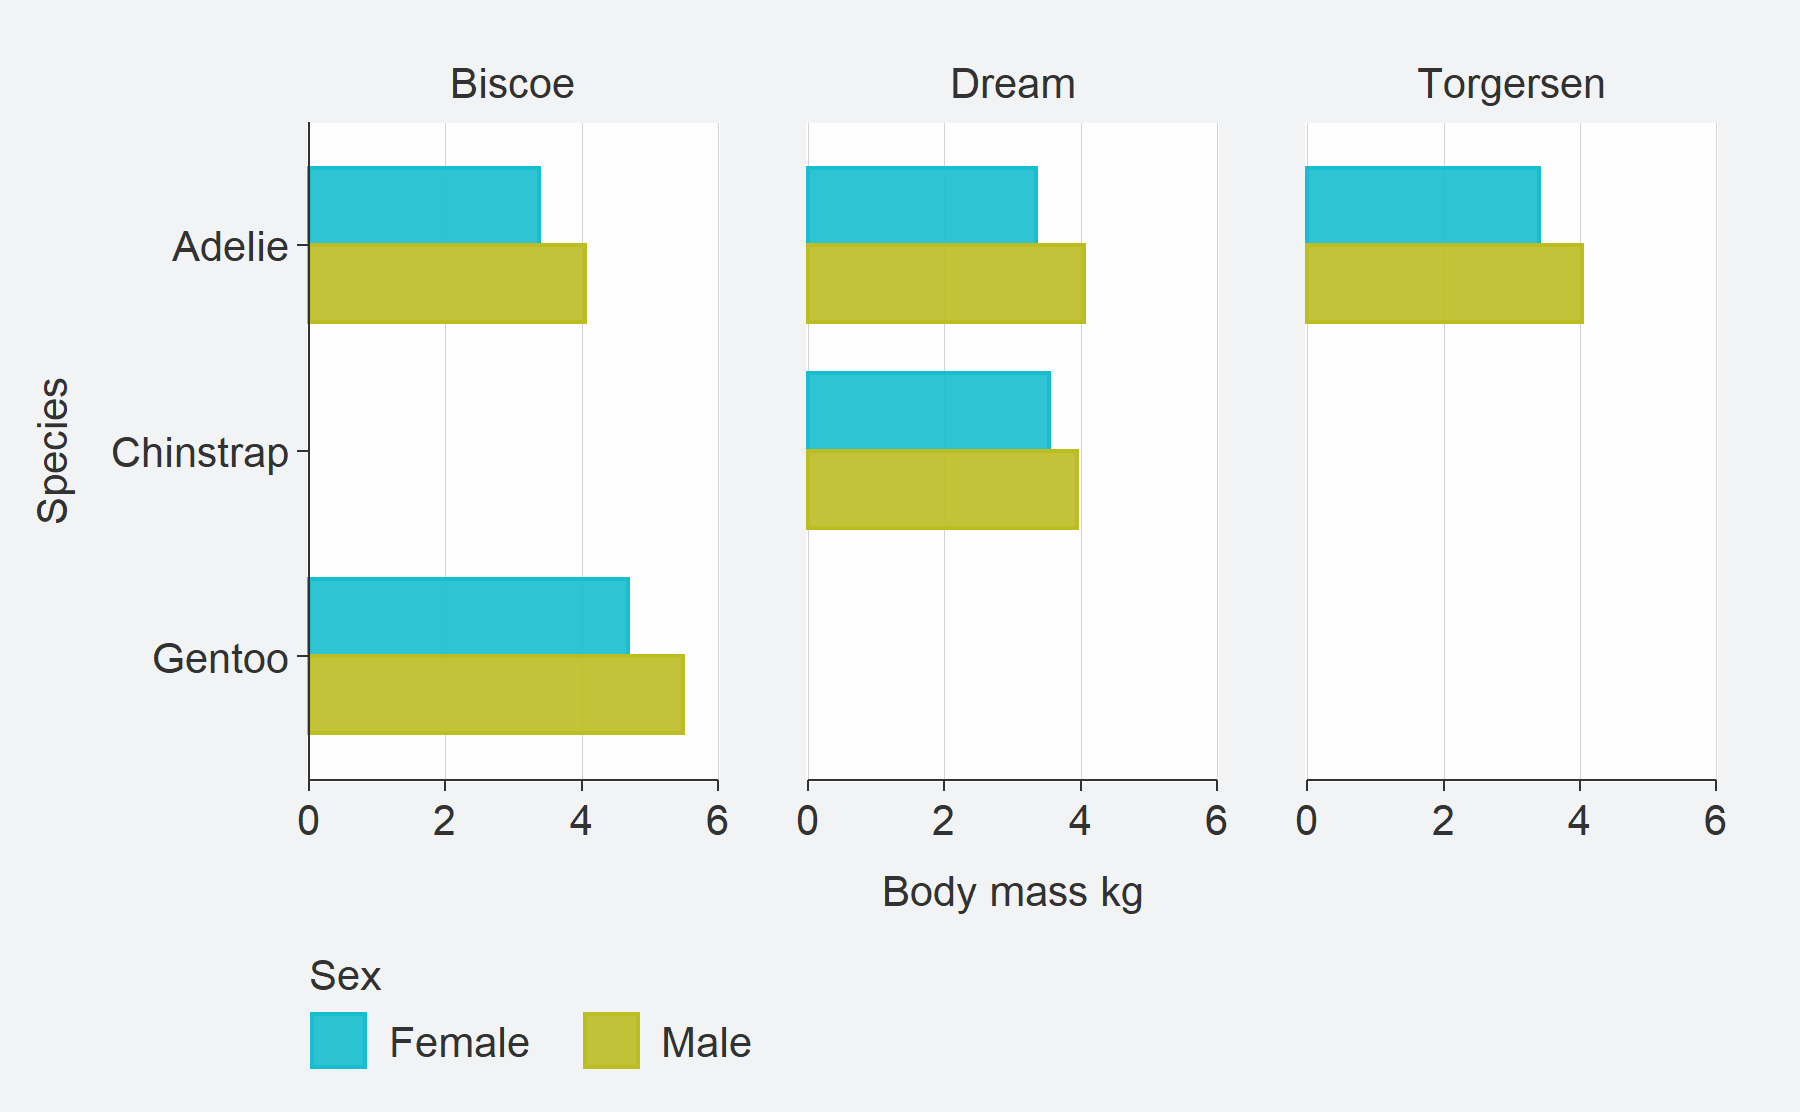 Biscoe Dream Torgersen
Adelie
Chinstrap
Gentoo
Species
0 2 4 6 0 2 4 6 0 2 4 6
Body mass kg
Sex
Female Male